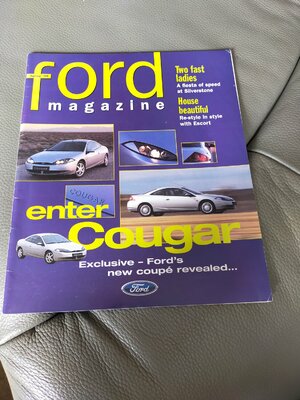 ford
magazine
Two fast
ladies
A fiesta of speed
at Silverstone
House
beautiful
Re-style in style
with Escort
COUGAR
enter
Cougar
Exclusive – Ford's
new coupé revealed...
Ford